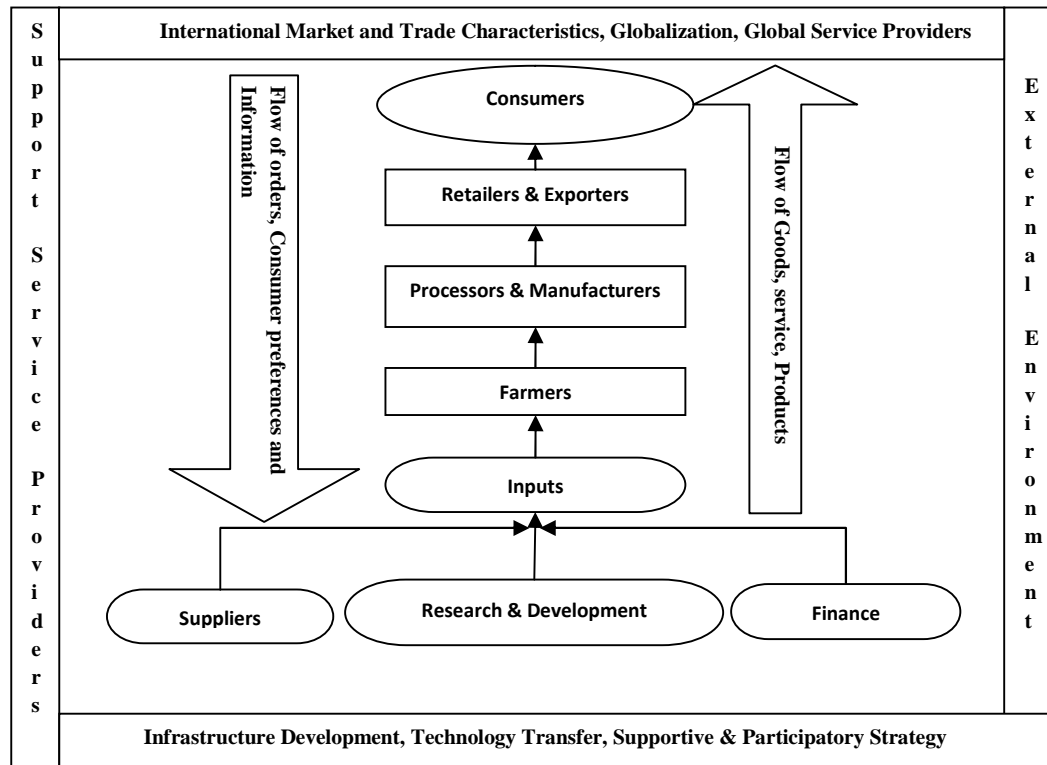 International Market and Trade Characteristics, Globalization, Global Service Providers
Support Service Providers
Flow of orders, Consumer preferences and
Information
Consumers
Retailers & Exporters
Processors & Manufacturers
Farmers
Inputs
Suppliers
Research & Development
Finance
Flow of Goods, service, Products
External Environment
Infrastructure Development, Technology Transfer, Supportive & Participatory Strategy